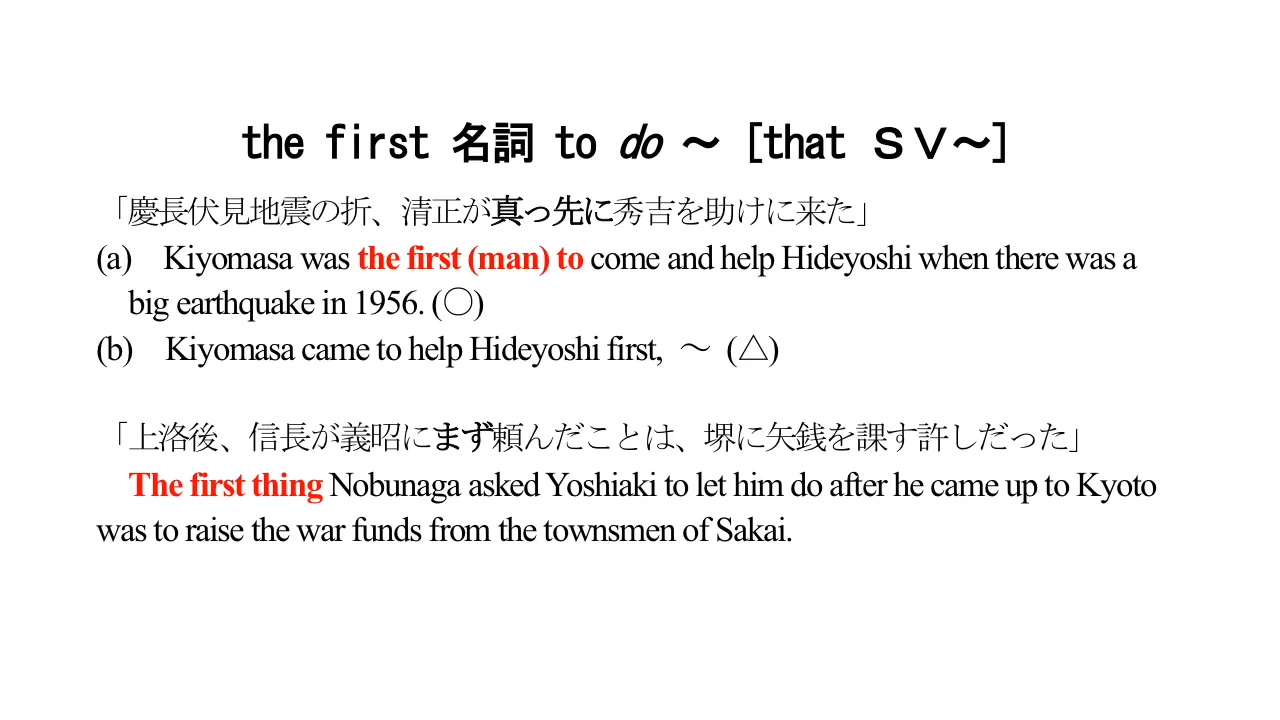 the first 名詞 to do ～ [that ＳＶ～]
「慶長伏見地震の折、清正が真っ先に秀吉を助けに来た」
(a)　Kiyomasa was the first (man) to come and help Hideyoshi when there was a
big earthquake in 1956. (○)
(b)　Kiyomasa came to help Hideyoshi first, ～ (△)
「上洛後、信長が義昭にまず頼んだことは、堺に矢銭を課す許しだった」
The first thing Nobunaga asked Yoshiaki to let him do after he came up to Kyoto
was to raise the war funds from the townsmen of Sakai.